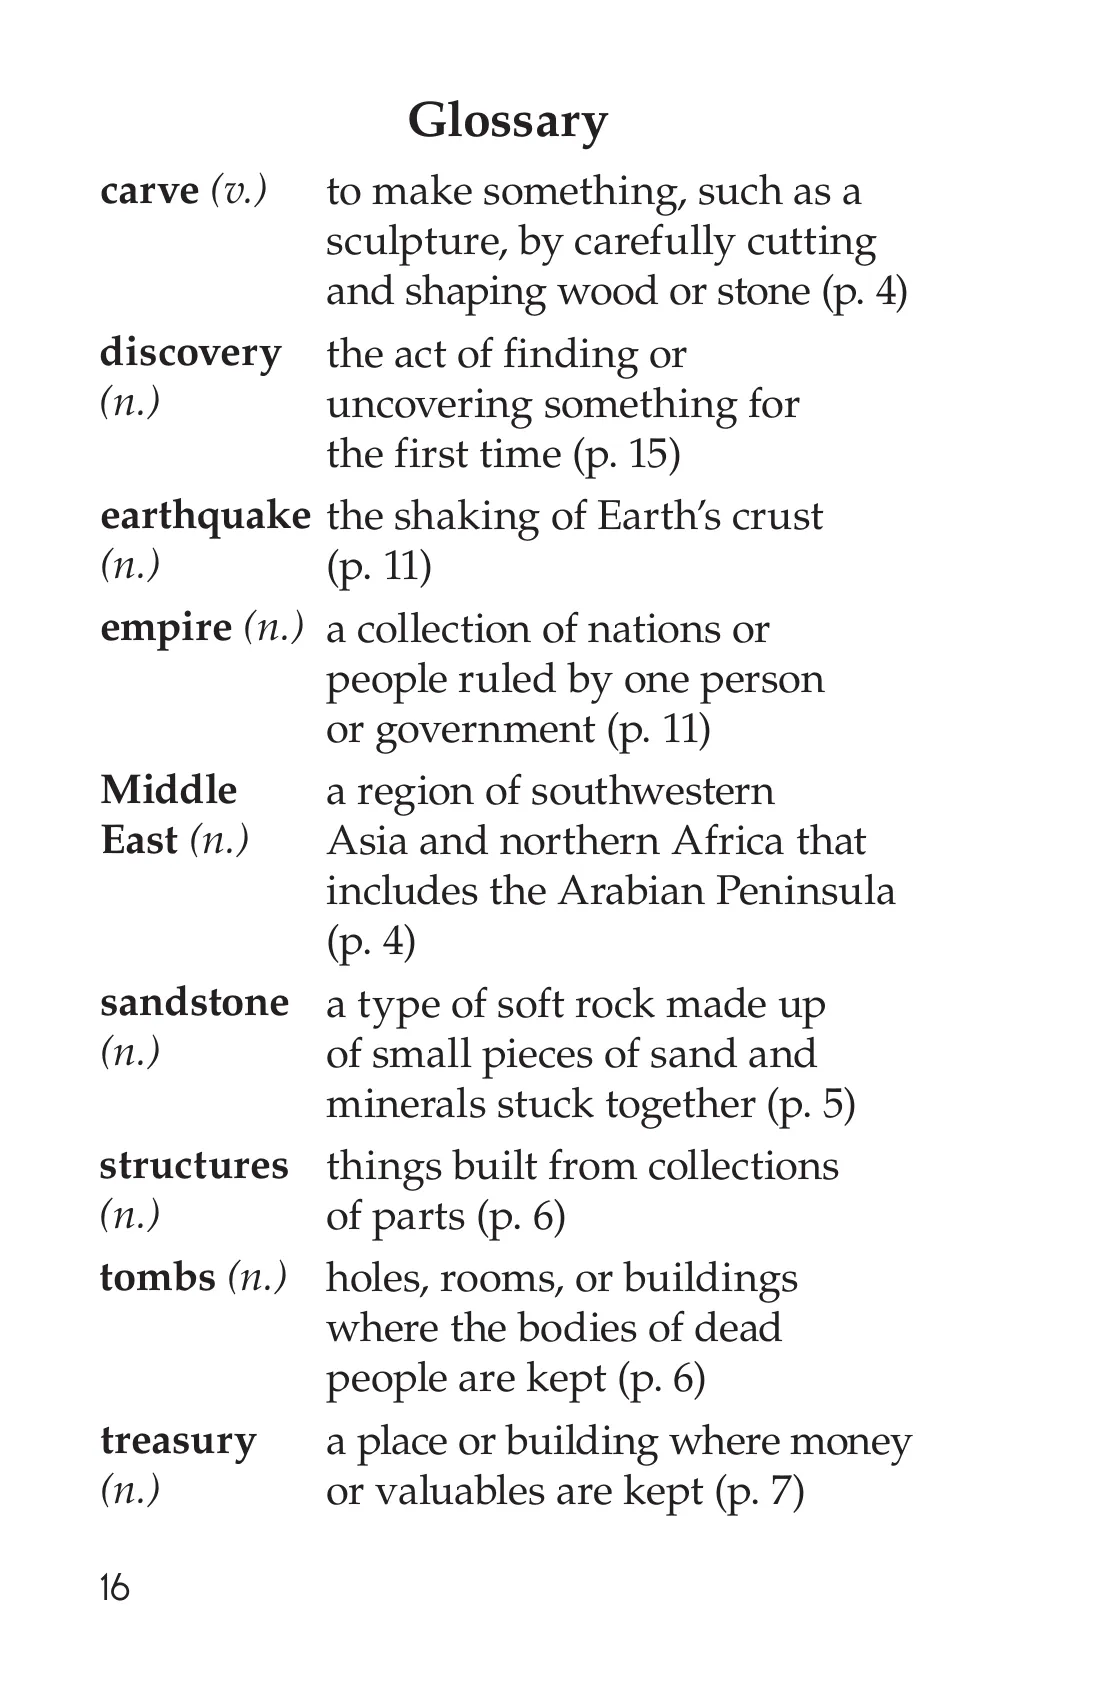 Glossary
carve (v.) to make something, such as a
sculpture, by carefully cutting
and shaping wood or stone (p. 4)
discovery the act of finding or
(n.) uncovering something for
the first time (p. 15)
earthquake the shaking of Earth’s crust
(n.) (p. 11)
empire (n.) a collection of nations or
people ruled by one person
or government (p. 11)
Middle a region of southwestern
East (n.) Asia and northern Africa that
includes the Arabian Peninsula
(p. 4)
sandstone a type of soft rock made up
(n.) of small pieces of sand and
minerals stuck together (p. 5)
structures things built from collections
(n.) of parts (p. 6)
tombs (n.) holes, rooms, or buildings
where the bodies of dead
people are kept (p. 6)
treasury a place or building where money
(n.) or valuables are kept (p. 7)
16